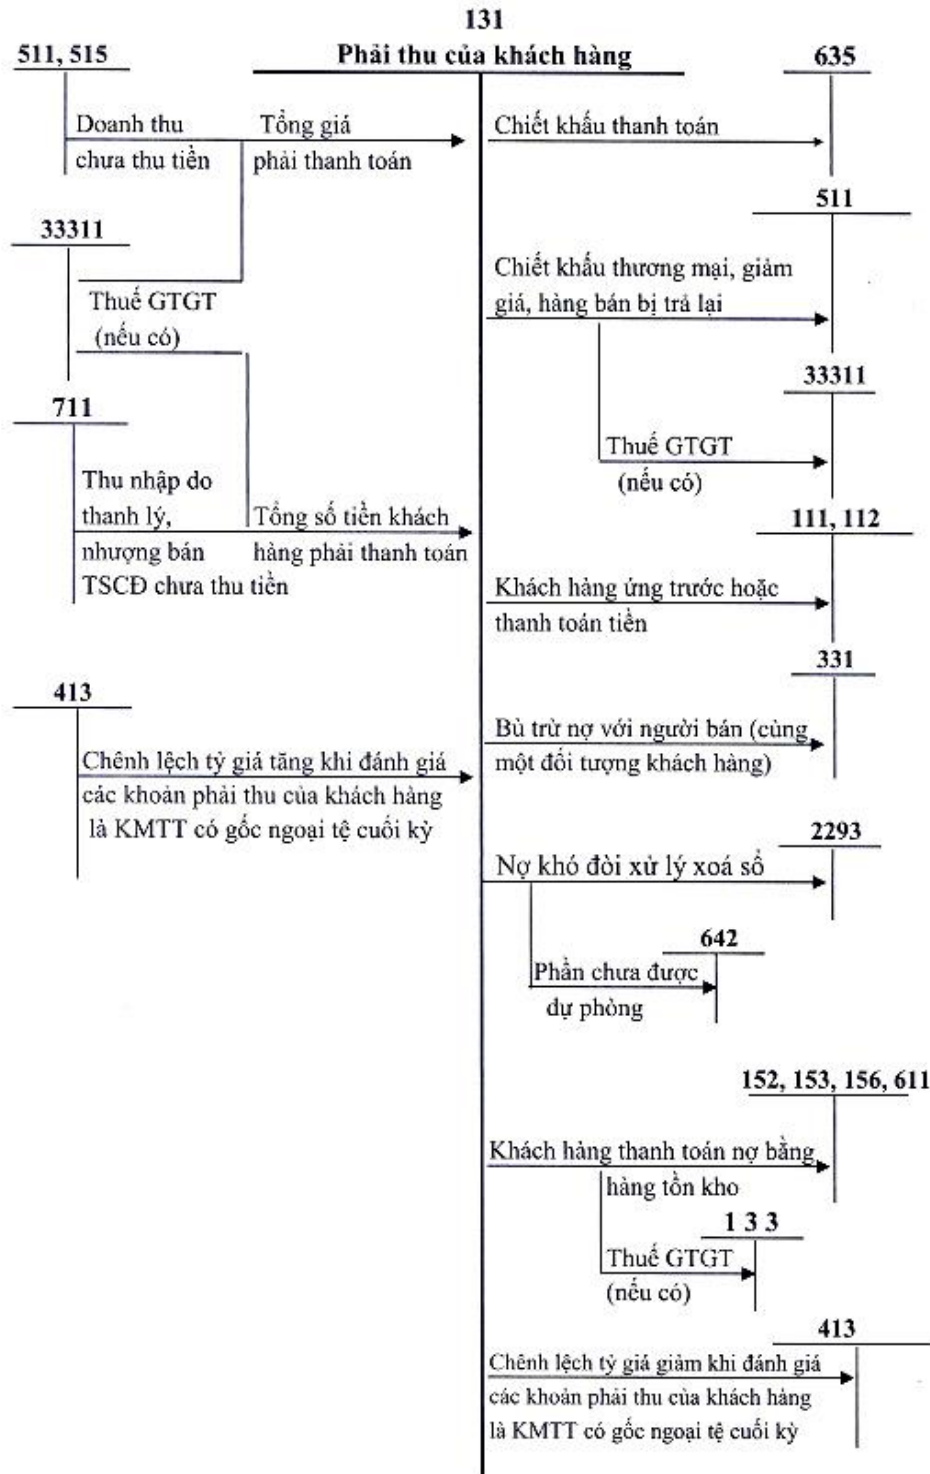 131
Phải thu của khách hàng
511, 515
Doanh thu
chưa thu tiền
Tổng giá
phải thanh toán
33311
Thuế GTGT
(nếu có)
711
Thu nhập do
thanh lý,
nhượng bán
TSCĐ chưa thu tiền
Tổng số tiền khách
hàng phải thanh toán
413
Chênh lệch tỷ giá tăng khi đánh giá
các khoản phải thu của khách hàng
là KMTT có gốc ngoại tệ cuối kỳ
635
Chiết khấu thanh toán
511
Chiết khấu thương mại, giảm
giá, hàng bán bị trả lại
33311
Thuế GTGT
(nếu có)
111, 112
Khách hàng ứng trước hoặc
thanh toán tiền
331
Bù trừ nợ với người bán (cùng
một đối tượng khách hàng)
2293
Nợ khó đòi xử lý xoá sổ
642
Phần chưa được
dự phòng
152, 153, 156, 611
Khách hàng thanh toán nợ bằng
hàng tồn kho
1 3 3
Thuế GTGT
(nếu có)
413
Chênh lệch tỷ giá giảm khi đánh giá
các khoản phải thu của khách hàng
là KMTT có gốc ngoại tệ cuối kỳ